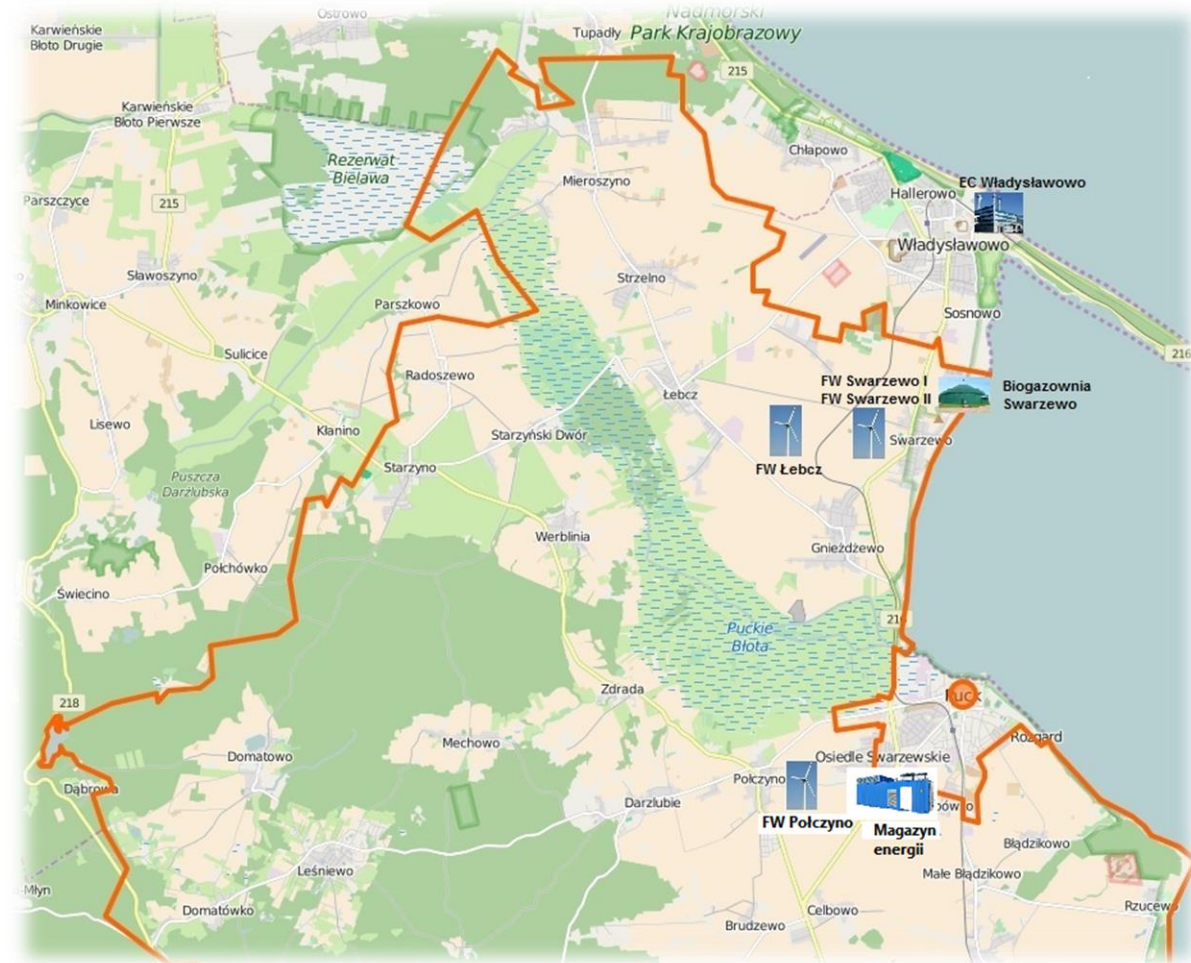 Ostrowo
Nadmorski
Park Krajobrazowy
Karwieńskie
Błoto Drugie
Tupadły
215
Karwieńskie
Błoto Pierwsze
Chłapowo
Rezerwat
Bielawa
Mieroszyno
Hallerowo
EC Władysławowo
Parszczyce
215
Władysławowo
Sławoszyno
Strzelno
Minkowice
Parszkowo
Sosnowo
Sulicice
216
Radoszewo
FW Swarzewo I
FW Swarzewo II
Biogazownia
Swarzewo
Łebcz
Lisewo
Kłanino
Starzyński Dwór
Swarzewo
FW Łebcz
Starzyno
Puszcza
Darżlubska
Werblinia
Gnieżdżewo
Połchówko
Świecino
Puckie
Błota
Zdrada
218
Puck
Rozgard
Mechowo
Domatowo
Osiedle Swarzewskie
Połczyno
Dąbrowa
Darzlubie
FW Połczyno
Magazyn
energii
Błądzikowo
Leśniewo
Małe Błądzikowo
Domatówko
Celbowo
Rzucewo
Brudzewo